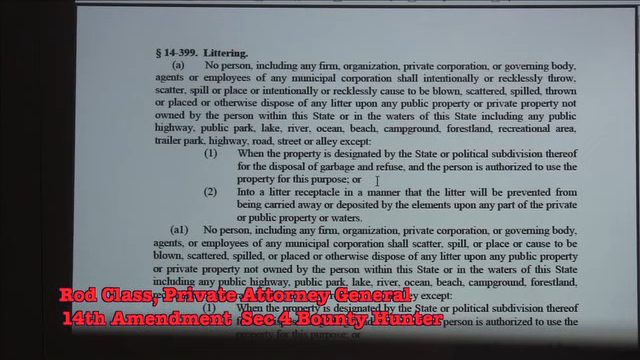 § 14-399. Littering.
(a) No person, including any firm, organization, private corporation, or governing body,
agents or employees of any municipal corporation shall intentionally or recklessly throw,
scatter, spill or place or intentionally or recklessly cause to be blown, scattered, spilled, thrown
or placed or otherwise dispose of any litter upon any public property or private property not
owned by the person within this State or in the waters of this State including any public
highway, public park, lake, river, ocean, beach, campground, forestland, recreational area,
trailer park, highway, road, street or alley except:
(1) When the property is designated by the State or political subdivision thereof
for the disposal of garbage and refuse, and the person is authorized to use the
property for this purpose; or
(2) Into a litter receptacle in a manner that the litter will be prevented from
being carried away or deposited by the elements upon any part of the private
or public property or waters.
(a1) No person, including any firm, organization, private corporation, or governing body,
agents, or employees of any municipal corporation shall scatter, spill, or place or cause to be
blown, scattered, spilled, or placed or otherwise dispose of any litter upon any public property
or private property not owned by the person within this State or in the waters of this State
including any public highway, public park, lake, river, ocean, beach, campground, forestland,
ey except:
Rod Class, Private Attorney General
(1) When the property is designated by the State or political subdivision thereof
14th Amendment Sec 4 Bounty Hunter
person is authorized to use the
property for this purpose; or